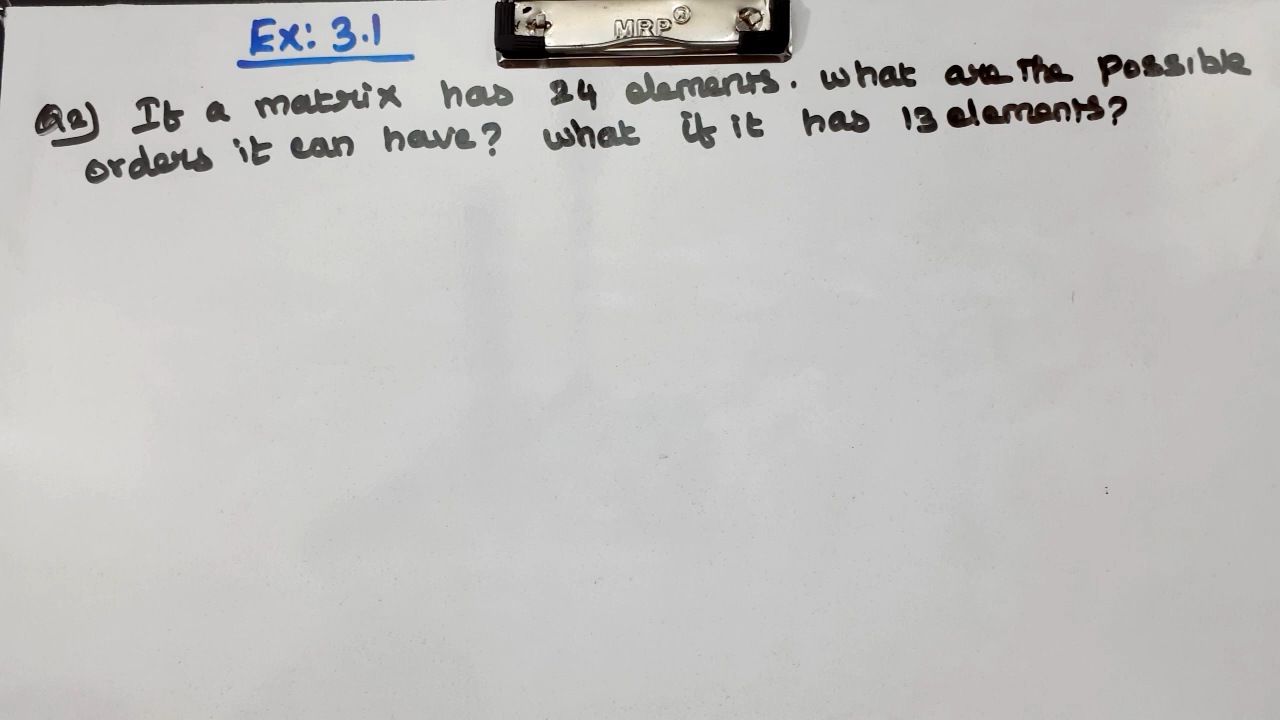 Ex: 3.1
MRP®
Q2) If a matrix has 24 elements. What are the possible
orders it can have? What if it has 13 elements?